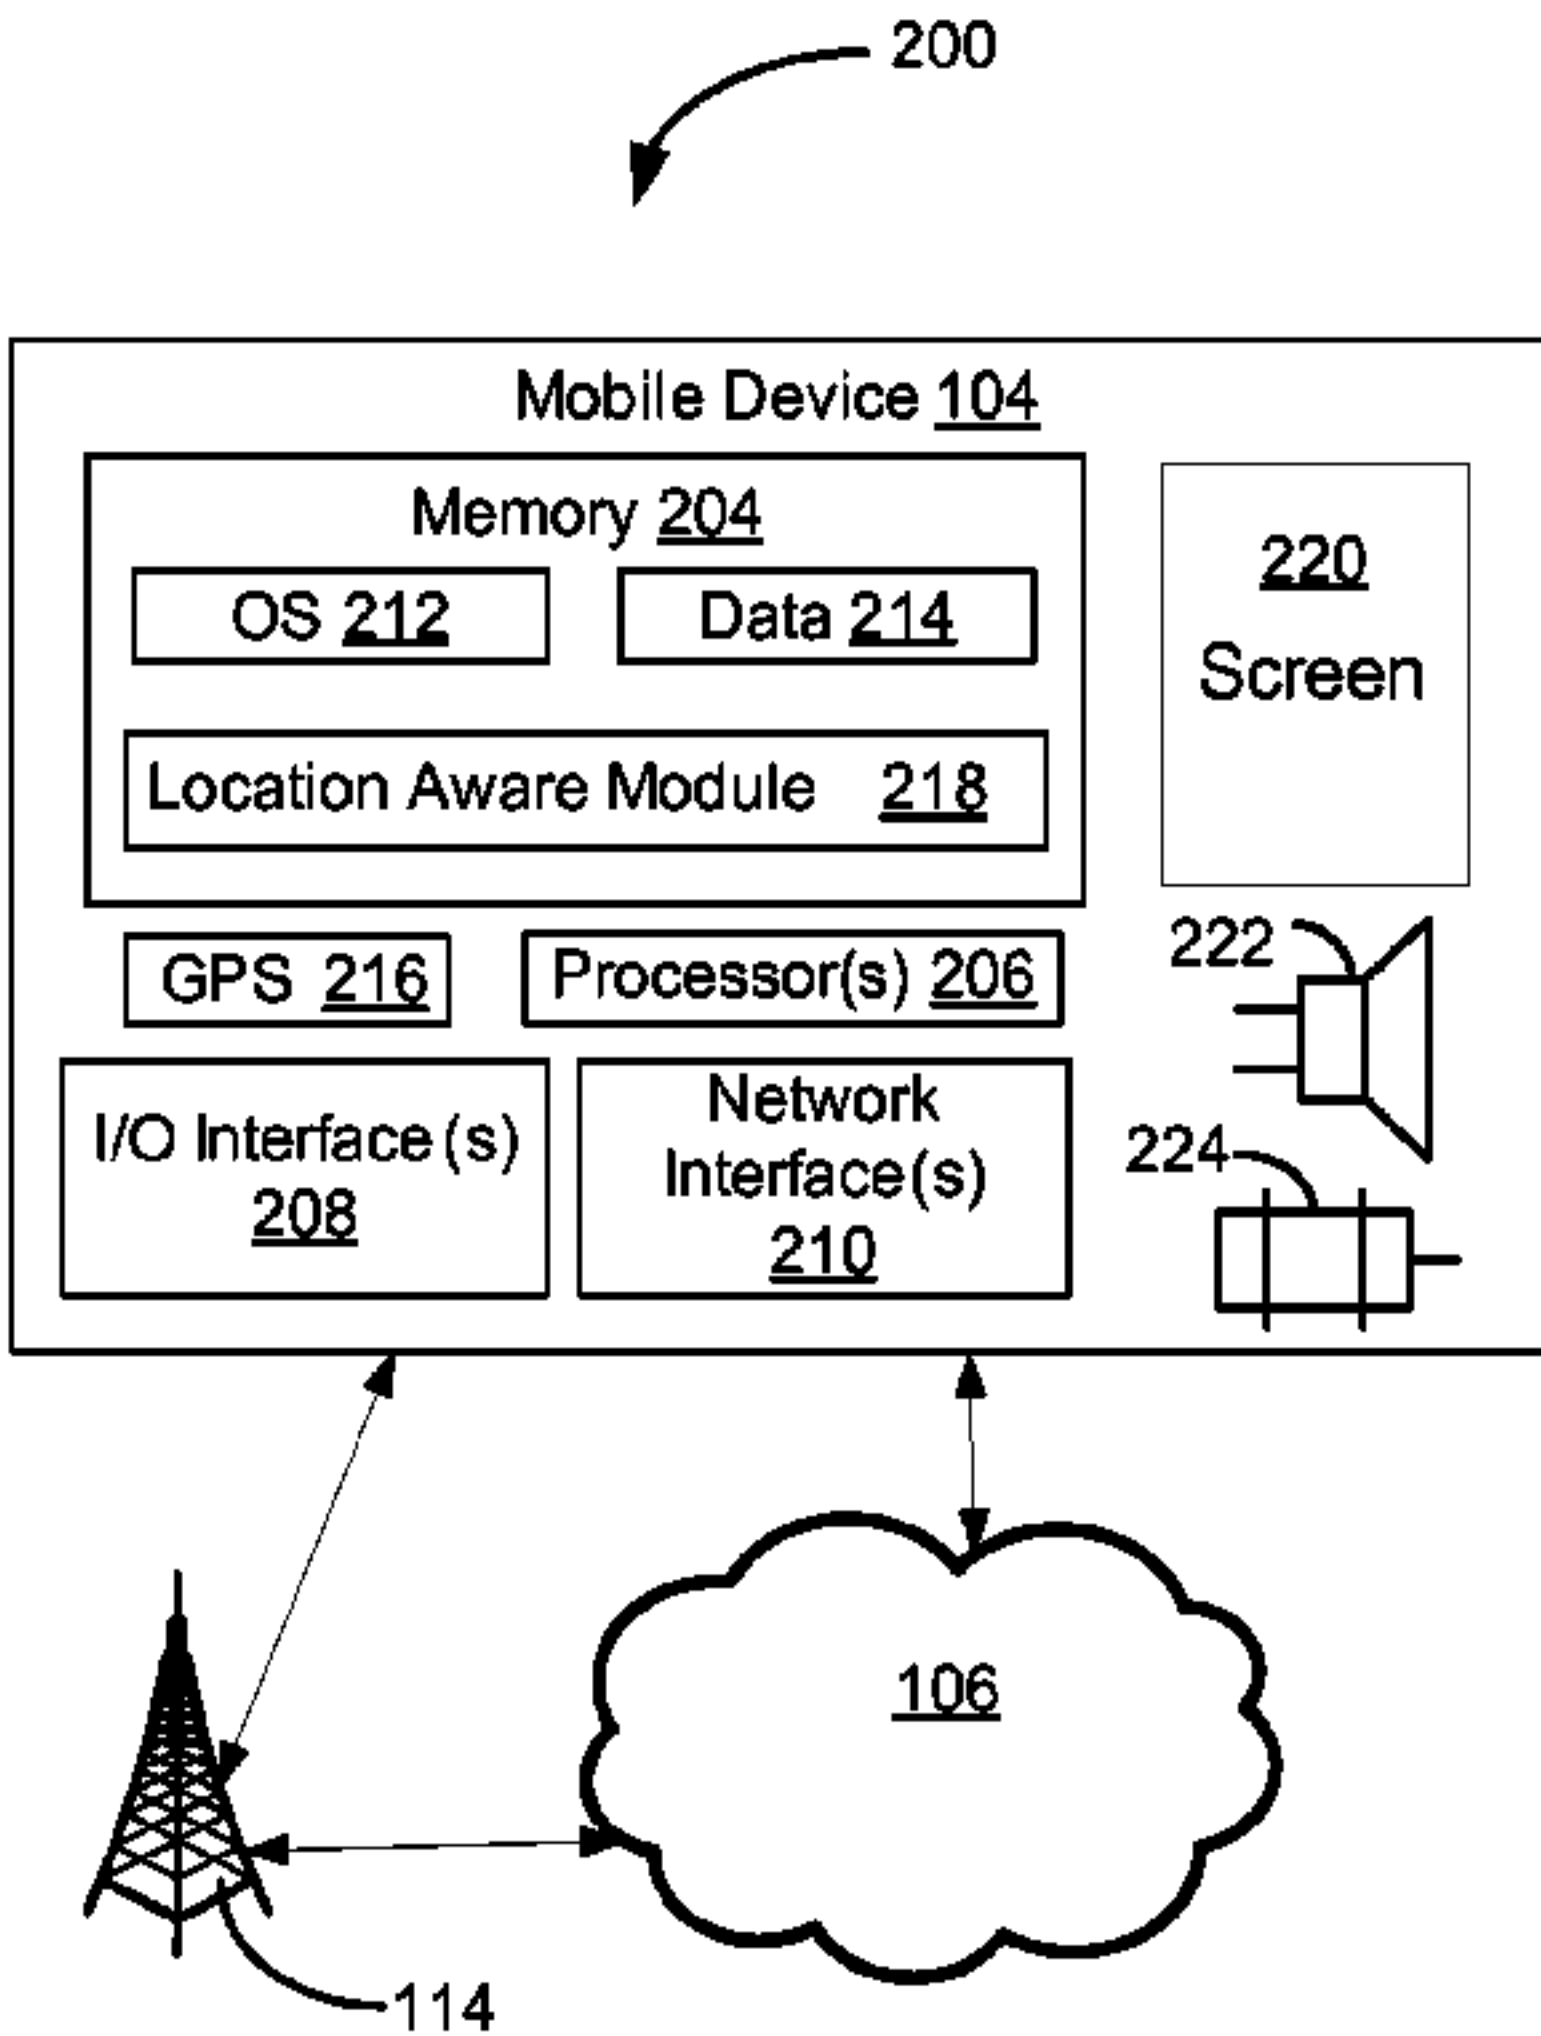 200
Mobile Device 104
Memory 204
OS 212
Data 214
Location Aware Module 218
220
Screen
GPS 216
Processor(s) 206
222
I/O Interface(s)
208
Network
Interface(s)
210
224
106
114